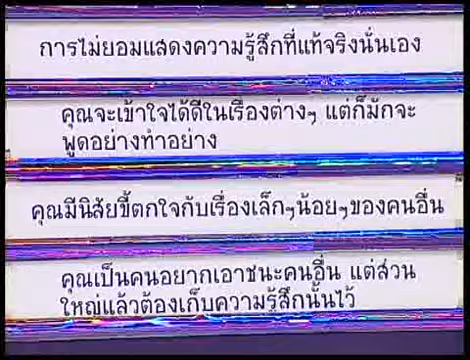 การไม่ยอมแสดงความรู้สึกที่แท้จริงนั่นเอง
คุณจะเข้าใจได้ดีในเรื่องต่างๆ แต่ก็มักจะ
พูดอย่างทำอย่าง
คุณมีนิสัยขี้ตกใจกับเรื่องเล็กๆน้อยๆของคนอื่น
คุณเป็นคนอยากเอาชนะคนอื่น แต่ส่วน
ใหญ่แล้วต้องเก็บความรู้สึกนั้นไว้